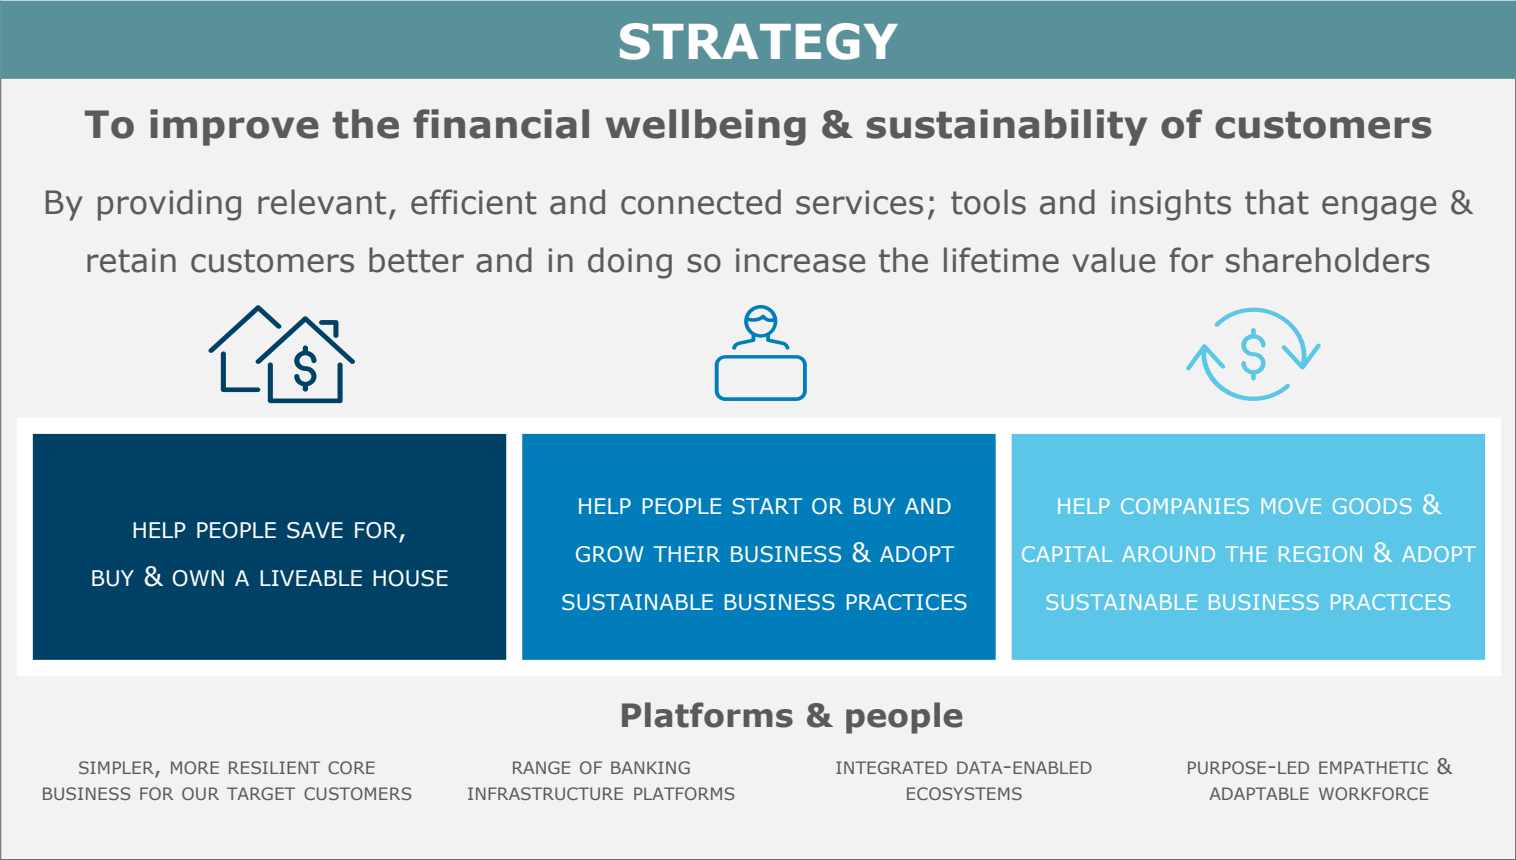 STRATEGY
To improve the financial wellbeing & sustainability of customers
By providing relevant, efficient and connected services; tools and insights that engage &
retain customers better and in doing so increase the lifetime value for shareholders
$
$
HELP PEOPLE SAVE FOR,
BUY & OWN A LIVEABLE HOUSE
HELP PEOPLE START OR BUY AND
GROW THEIR BUSINESS & ADOPT
SUSTAINABLE BUSINESS PRACTICES
HELP COMPANIES MOVE GOODS &
CAPITAL AROUND THE REGION & ADOPT
SUSTAINABLE BUSINESS PRACTICES
Platforms & people
SIMPLER, MORE RESILIENT CORE
BUSINESS FOR OUR TARGET CUSTOMERS
RANGE OF BANKING
INFRASTRUCTURE PLATFORMS
INTEGRATED DATA-ENABLED
ECOSYSTEMS
PURPOSE-LED EMPATHETIC &
ADAPTABLE WORKFORCE